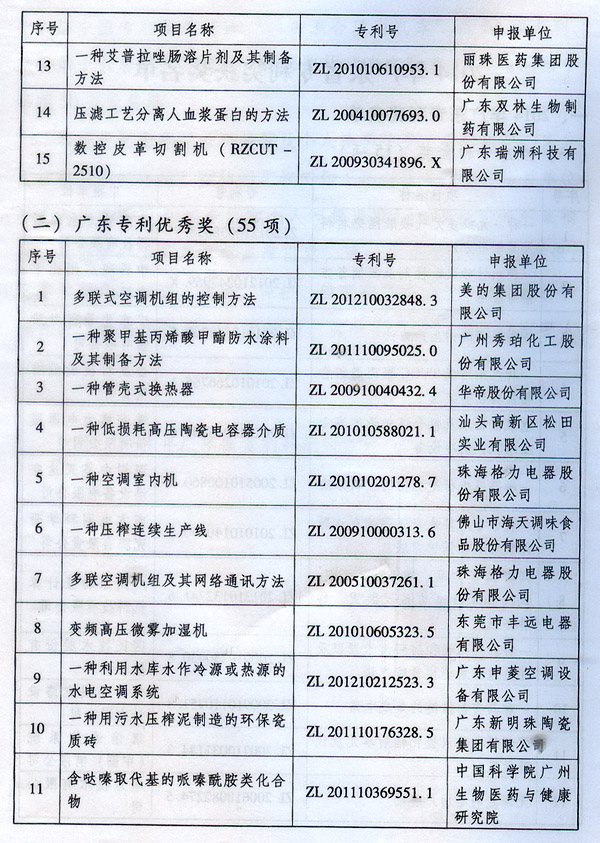 序号 项目名称 专利号 申报单位
13 一种艾普拉唑肠溶片剂及其制备方法 ZL 201010610953.1 丽珠医药集团股份有限公司
14 压滤工艺分离人血浆蛋白的方法 ZL 200410077693.0 广东双林生物制药有限公司
15 数控皮革切割机（RZCUT-2510) ZL 200930341896.X 广东瑞洲科技有限公司
（二）广东专利优秀奖（55 项）
序号 项目名称 专利号 申报单位
1 多联式空调机组的控制方法 ZL 201210032848.3 美的集团股份有限公司
2 一种聚甲基丙烯酸甲酯防水涂料及其制备方法 ZL 201110095025.0 广州秀珀化工股份有限公司
3 一种管壳式换热器 ZL 200910040432.4 华帝股份有限公司
4 一种低损耗高压陶瓷电容器介质 ZL 201010588021.1 汕头高新区松田实业有限公司
5 一种空调室内机 ZL 201010201278.7 珠海格力电器股份有限公司
6 一种压榨连续生产线 ZL 200910000313.6 佛山市海天调味食品股份有限公司
7 多联空调机组及其网络通讯方法 ZL 200510037261.1 珠海格力电器股份有限公司
8 变频高压微雾加湿机 ZL 201010605323.5 东莞市丰远电器有限公司
9 一种利用水库水作冷源或热源的水电空调系统 ZL 201210212523.3 广东申菱空调设备有限公司
10 一种用污水压榨泥制造的环保瓷质砖 ZL 201110176328.5 广东新明珠陶瓷集团有限公司
11 含哒嗪取代基的哌嗪酰胺类化合物 ZL 201110369551.1 中国科学院广州生物医药与健康研究院